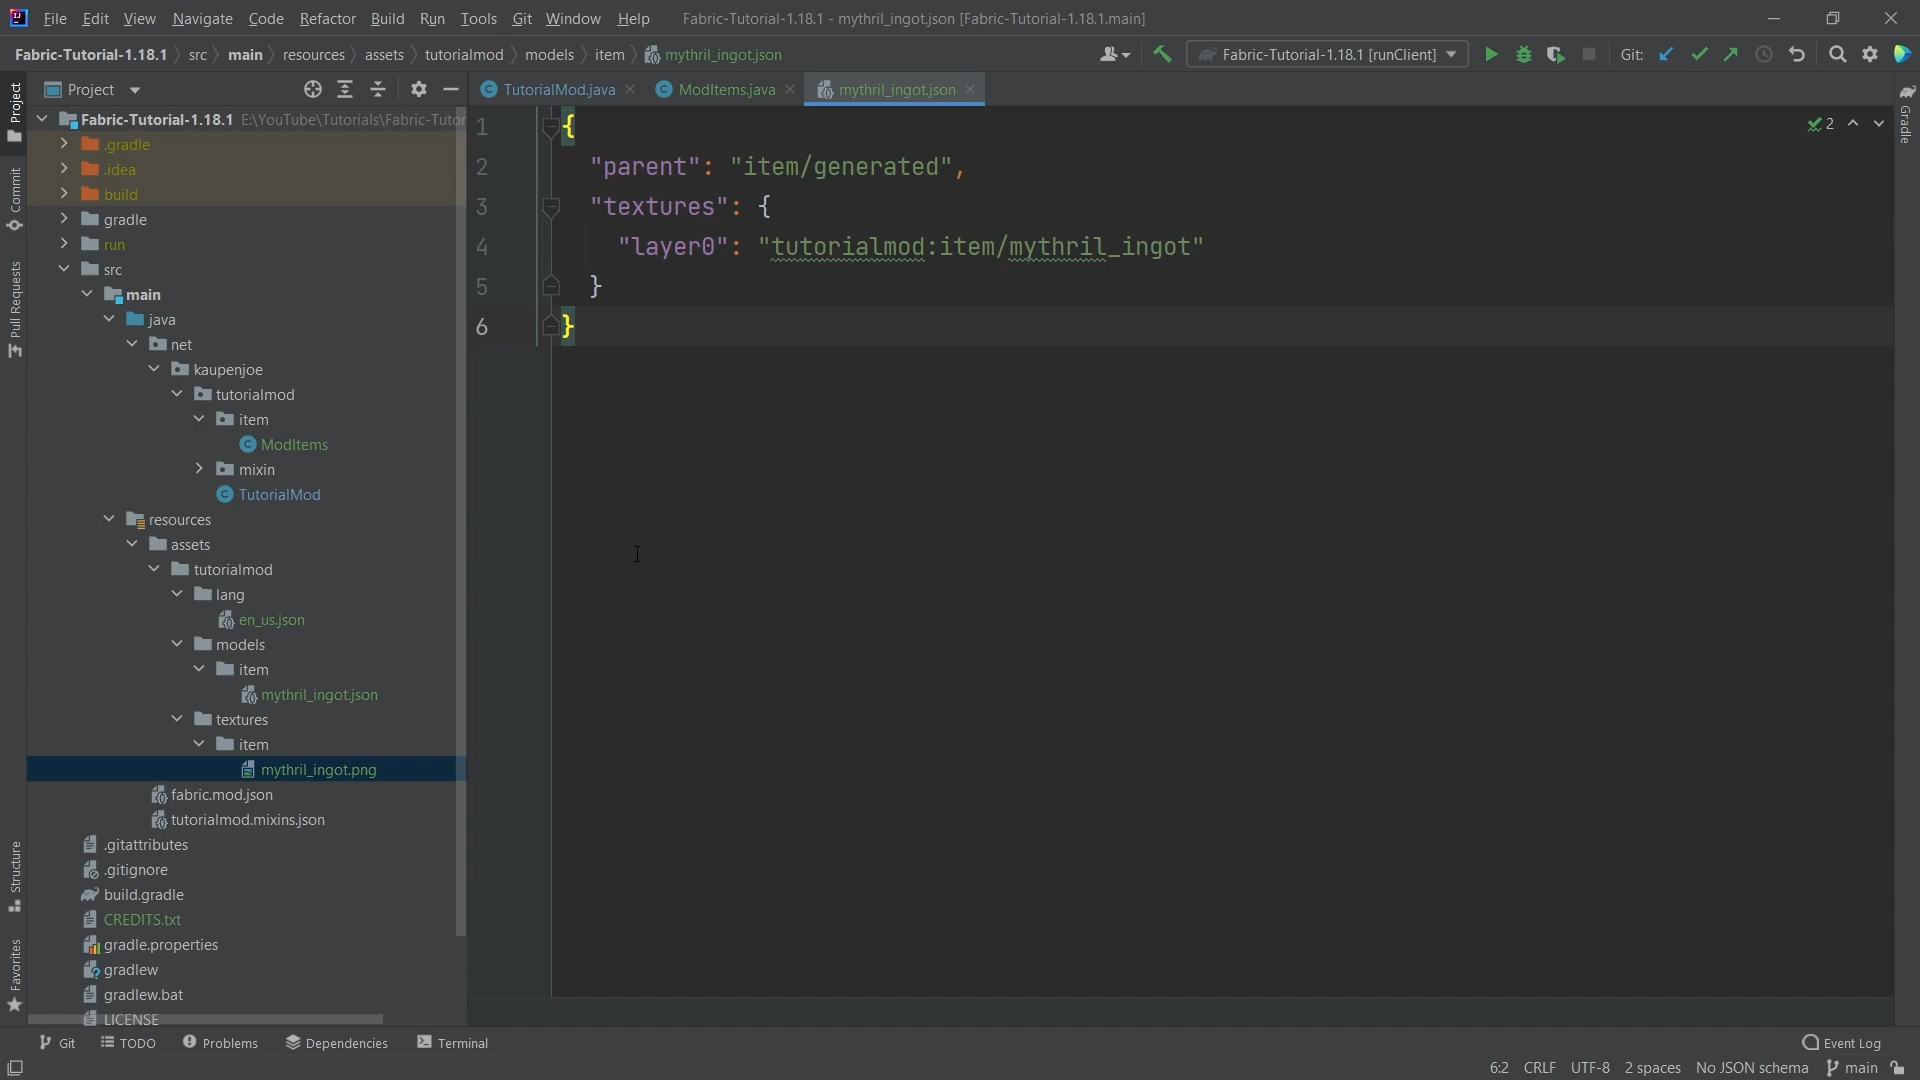 File Edit View Navigate Code Refactor Build Run Tools Git Window Help Fabric-Tutorial-1.18.1 - mythril_ingot.json [Fabric-Tutorial-1.18.1.main]
Fabric-Tutorial-1.18.1 src main resources assets tutorialmod models item mythril_ingot.json Fabric-Tutorial-1.18.1 [runClient] Git:
Project
TutorialMod.java ModItems.java mythril_ingot.json
Project
Commit
Pull Requests
Structure
Favorites
Gradle
Fabric-Tutorial-1.18.1 E:\YouTube\Tutorials\Fabric-Tutor
.gradle
.idea
build
gradle
run
src
main
java
net
kaupenjoe
tutorialmod
item
ModItems
mixin
TutorialMod
resources
assets
tutorialmod
lang
en_us.json
models
item
mythril_ingot.json
textures
item
mythril_ingot.png
fabric.mod.json
tutorialmod.mixins.json
.gitattributes
.gitignore
build.gradle
CREDITS.txt
gradle.properties
gradlew
gradlew.bat
LICENSE
1 {
2 "parent": "item/generated",
3 "textures": {
4 "layer0": "tutorialmod:item/mythril_ingot"
5 }
6 }
2
Git TODO Problems Dependencies Terminal Event Log
6:2 CRLF UTF-8 2 spaces No JSON schema main